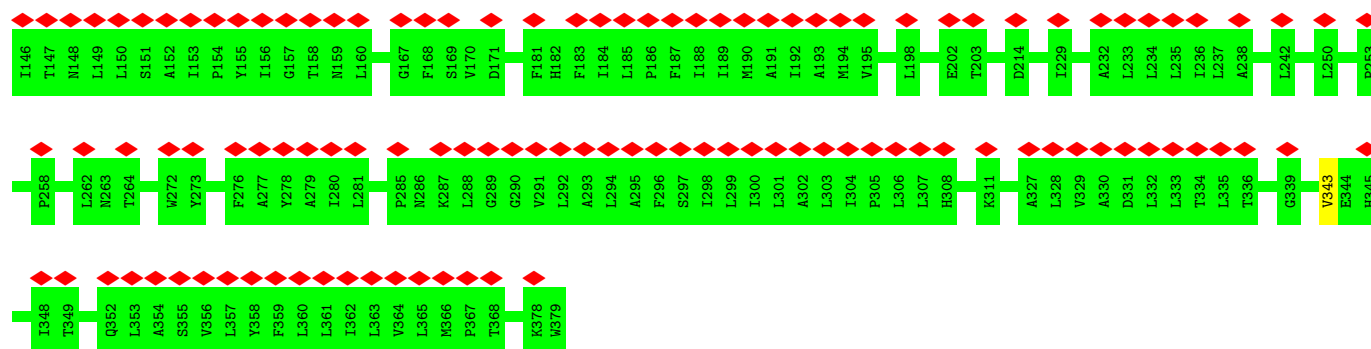 I146 T147 N148 L149 L150 S151 A152 I153 P154 Y155 I156 G157 T158 N159 L160 G167 F168 S169 V170 D171 F181 H182 F183 I184 L185 P186 F187 I188 I189 M190 A191 I192 A193 M194 V195 L198 E202 T203 D214 I229 A232 L233 L234 L235 I236 L237 A238 L242 L250
P258 L262 N263 T264 W272 Y273 F276 A277 Y278 A279 I280 L281 P285 N286 K287 L288 G289 G290 V291 L292 A293 L294 A295 F296 S297 I298 L299 I300 L301 A302 L303 I304 P305 L306 L307 H308 K311 A327 L328 V329 A330 D331 L332 L333 T334 L335 T336 G339 V343 E344 H345
I348 T349 Q352 L353 A354 S355 V356 L357 Y358 F359 L360 L361 I362 L363 V364 L365 M366 P367 T368 K378 W379